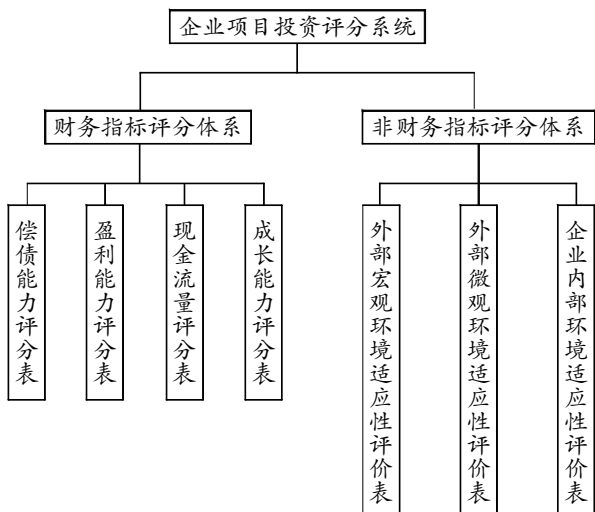 企业项目投资评分系统
财务指标评分体系
非财务指标评分体系
偿债能力评分表
盈利能力评分表
现金流量评分表
成长能力评分表
外部宏观环境适应性评价表
外部微观环境适应性评价表
企业内部环境适应性评价表